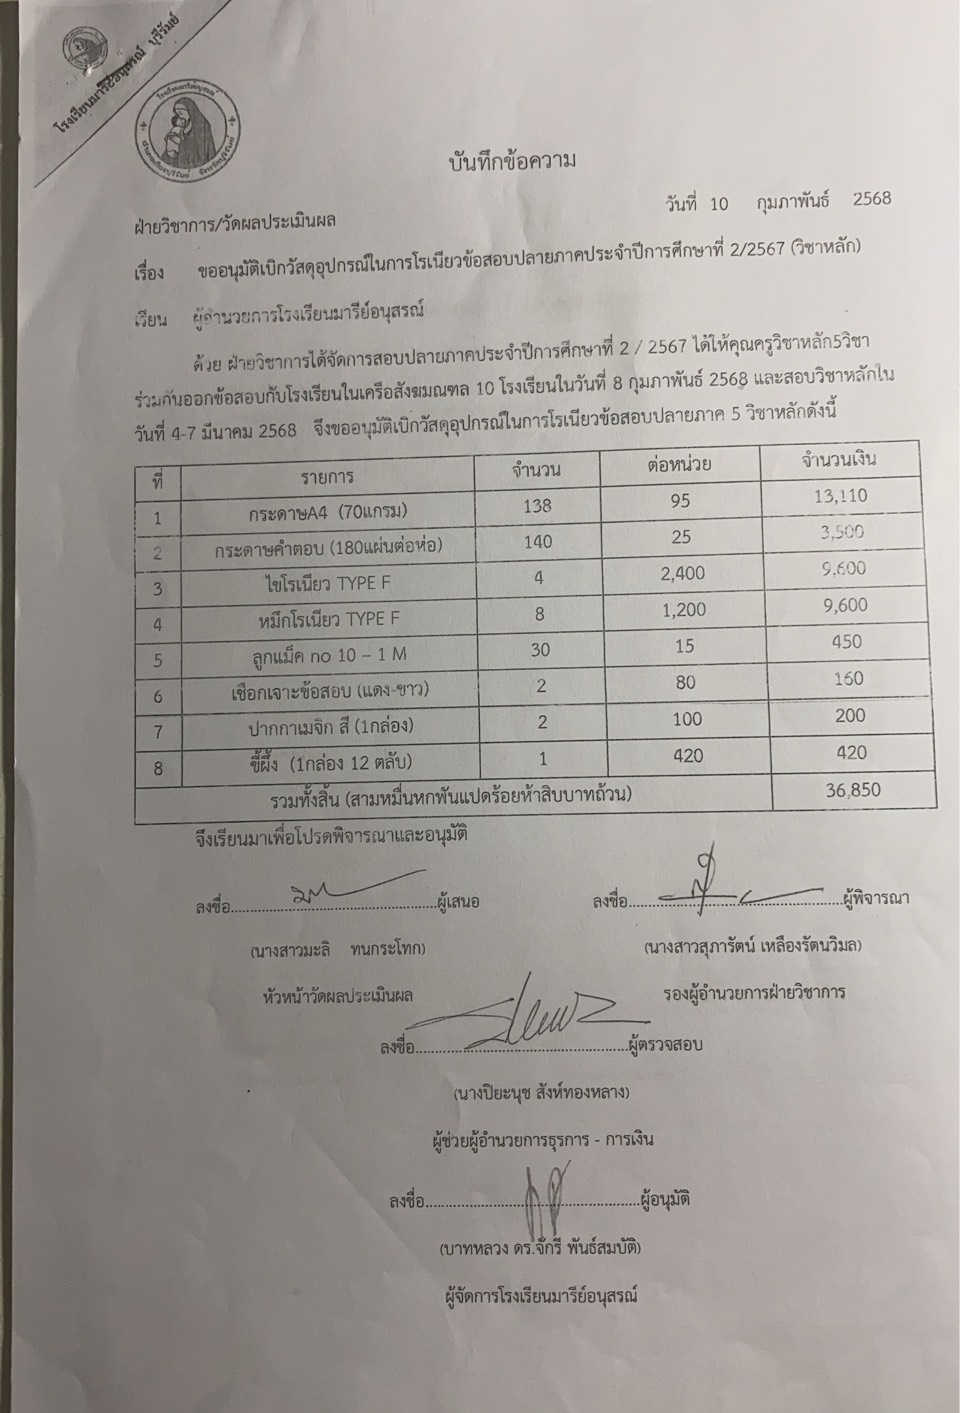 โรงเรียนมารีย์อนุสรณ์ บุรีรัมย์
บันทึกข้อความ
วันที่ 10 กุมภาพันธ์ 2568
ฝ่ายวิชาการ/วัดผลประเมินผล
เรื่อง ขออนุมัติเบิกวัสดุอุปกรณ์ในการโรเนียวข้อสอบปลายภาคประจำปีการศึกษาที่ 2/2567 (วิชาหลัก)
เรียน ผู้อำนวยการโรงเรียนมารีย์อนุสรณ์
ด้วย ฝ่ายวิชาการได้จัดการสอบปลายภาคประจำปีการศึกษาที่ 2 / 2567 ได้ให้คุณครูวิชาหลัก5วิชา
ร่วมกันออกข้อสอบกับโรงเรียนในเครือสังฆมณฑล 10 โรงเรียนในวันที่ 8 กุมภาพันธ์ 2568 และสอบวิชาหลักใน
วันที่ 4-7 มีนาคม 2568 จึงขออนุมัติเบิกวัสดุอุปกรณ์ในการโรเนียวข้อสอบปลายภาค 5 วิชาหลักดังนี้
ที่ รายการ จำนวน ต่อหน่วย จำนวนเงิน
1 กระดาษA4 (70แกรม) 138 95 13,110
2 กระดาษคำตอบ (180แผ่นต่อห่อ) 140 25 3,500
3 ไขโรเนียว TYPE F 4 2,400 9,600
4 หมึกโรเนียว TYPE F 8 1,200 9,600
5 ลูกแม็ค no 10 – 1 M 30 15 450
6 เชือกเจาะข้อสอบ (แดง-ขาว) 2 80 160
7 ปากกาเมจิก สี (1กล่อง) 2 100 200
8 ขี้ผึ้ง (1กล่อง 12 ตลับ) 1 420 420
รวมทั้งสิ้น (สามหมื่นหกพันแปดร้อยห้าสิบบาทถ้วน) 36,850
จึงเรียนมาเพื่อโปรดพิจารณาและอนุมัติ
ลงชื่อ..........ผู้เสนอ ลงชื่อ..........ผู้พิจารณา
(นางสาวมะลิ ทนกระโทก) (นางสาวสุภารัตน์ เหลืองรัตนวิมล)
หัวหน้าวัดผลประเมินผล รองผู้อำนวยการฝ่ายวิชาการ
ลงชื่อ..........ผู้ตรวจสอบ
(นางปิยะนุช สังห์ทองหลาง)
ผู้ช่วยผู้อำนวยการธุรการ - การเงิน
ลงชื่อ..........ผู้อนุมัติ
(บาทหลวง ดร.จักรี พันธ์สมบัติ)
ผู้จัดการโรงเรียนมารีย์อนุสรณ์